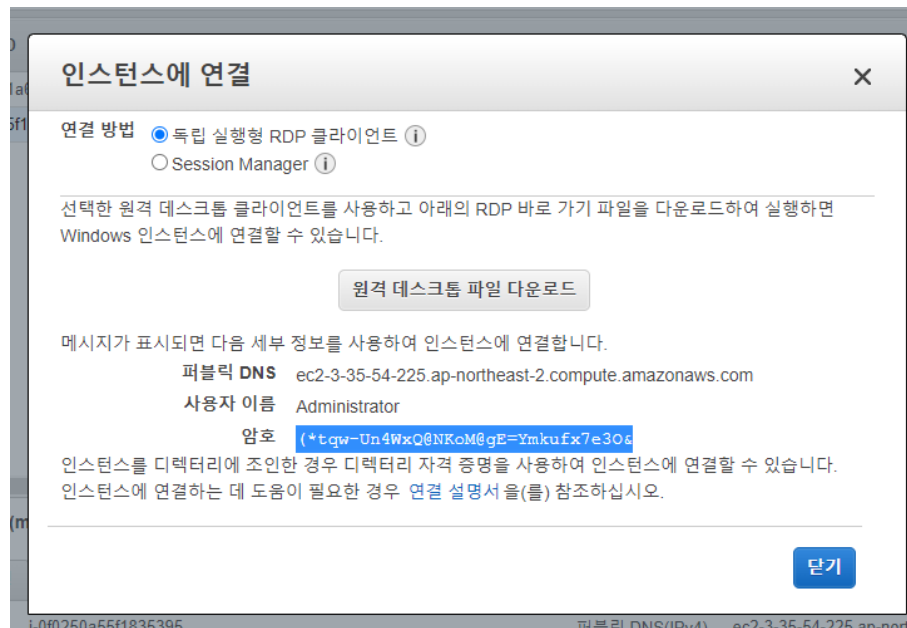 인스턴스에 연결
연결 방법
독립 실행형 RDP 클라이언트
Session Manager
선택한 원격 데스크톱 클라이언트를 사용하고 아래의 RDP 바로 가기 파일을 다운로드하여 실행하면
Windows 인스턴스에 연결할 수 있습니다.
원격 데스크톱 파일 다운로드
메시지가 표시되면 다음 세부 정보를 사용하여 인스턴스에 연결합니다.
퍼블릭 DNS ec2-3-35-54-225.ap-northeast-2.compute.amazonaws.com
사용자 이름 Administrator
암호 (*tqw-Un4WxQ@NKoM@gE=Ymkufx7e3O&
인스턴스를 디렉터리에 조인한 경우 디렉터리 자격 증명을 사용하여 인스턴스에 연결할 수 있습니다.
인스턴스에 연결하는 데 도움이 필요한 경우 연결 설명서 을(를) 참조하십시오.
닫기
i-0f0250a55f1835395 퍼블릭 DNS(IPv4) ec2-3-35-54-225.ap-nor